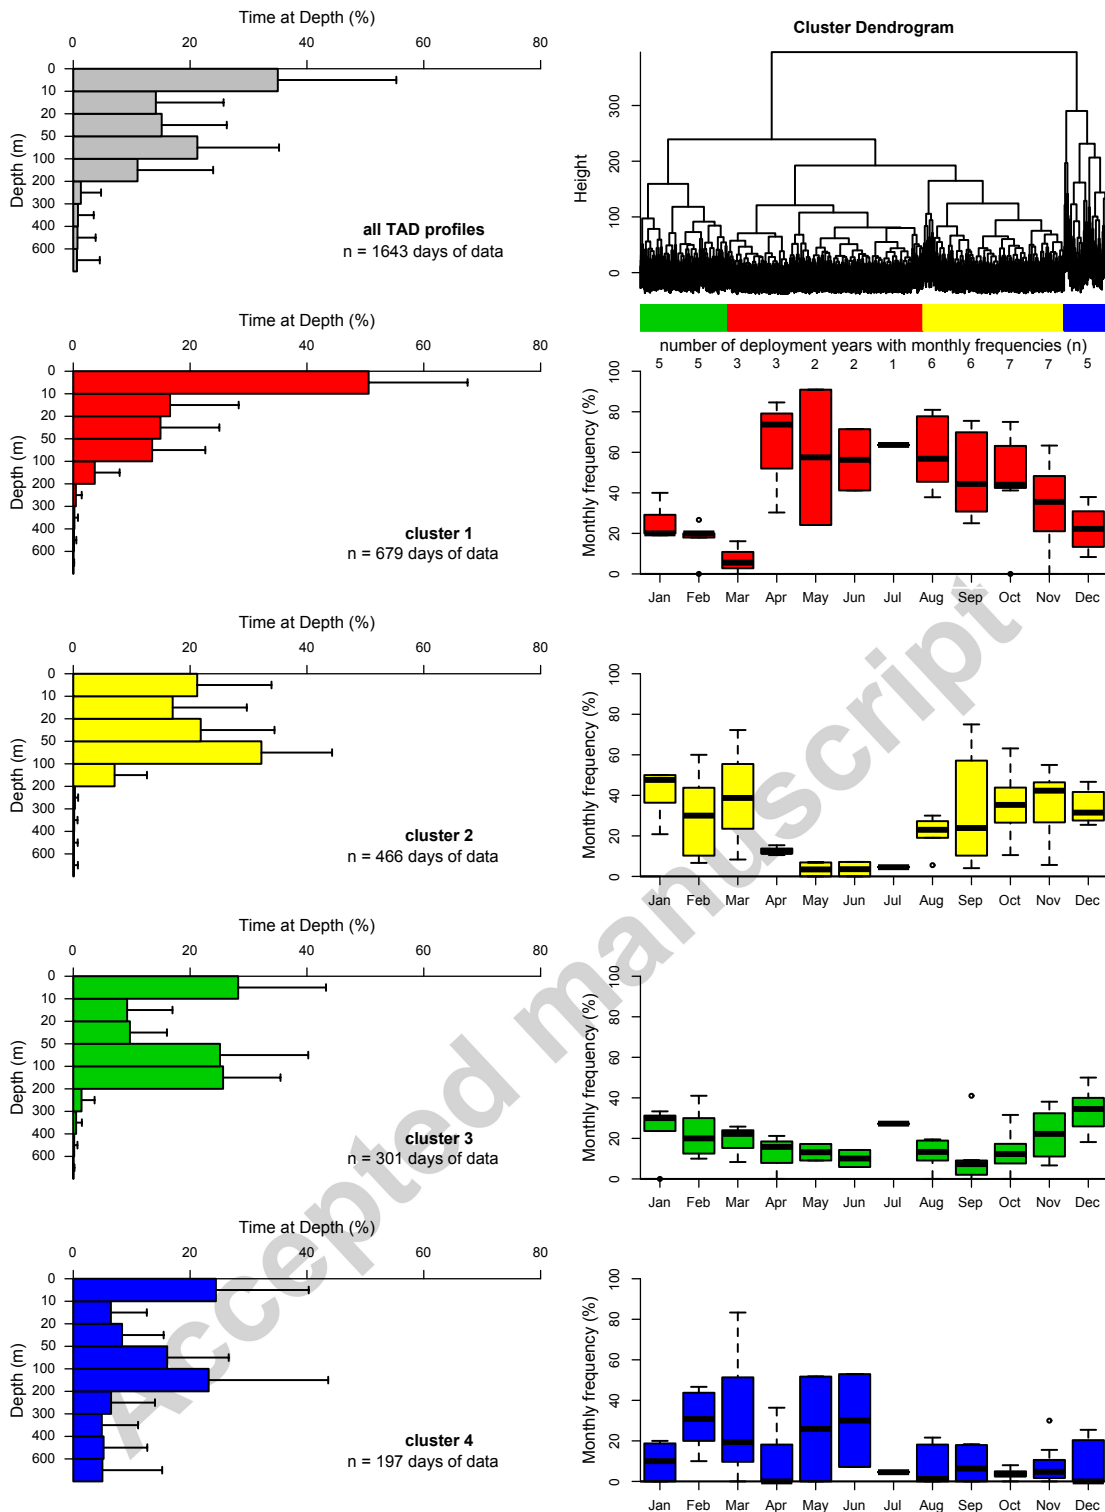 Time at Depth (%)
0 20 40 60 80
Depth (m)
0
10
20
50
100
200
300
400
600
all TAD profiles
n = 1643 days of data
Cluster Dendrogram
Height
300
200
100
0
Time at Depth (%)
0 20 40 60 80
Depth (m)
0
10
20
50
100
200
300
400
600
cluster 1
n = 679 days of data
number of deployment years with monthly frequencies (n)
5 5 3 3 2 2 1 6 6 7 7 5
Monthly frequency (%)
100
80
60
40
20
0
Jan Feb Mar Apr May Jun Jul Aug Sep Oct Nov Dec
Time at Depth (%)
0 20 40 60 80
Depth (m)
0
10
20
50
100
200
300
400
600
cluster 2
n = 466 days of data
Monthly frequency (%)
100
80
60
40
20
0
Jan Feb Mar Apr May Jun Jul Aug Sep Oct Nov Dec
Time at Depth (%)
0 20 40 60 80
Depth (m)
0
10
20
50
100
200
300
400
600
cluster 3
n = 301 days of data
Monthly frequency (%)
100
80
60
40
20
0
Jan Feb Mar Apr May Jun Jul Aug Sep Oct Nov Dec
Time at Depth (%)
0 20 40 60 80
Depth (m)
0
10
20
50
100
200
300
400
600
cluster 4
n = 197 days of data
Monthly frequency (%)
100
80
60
40
20
0
Jan Feb Mar Apr May Jun Jul Aug Sep Oct Nov Dec
Accepted manuscript